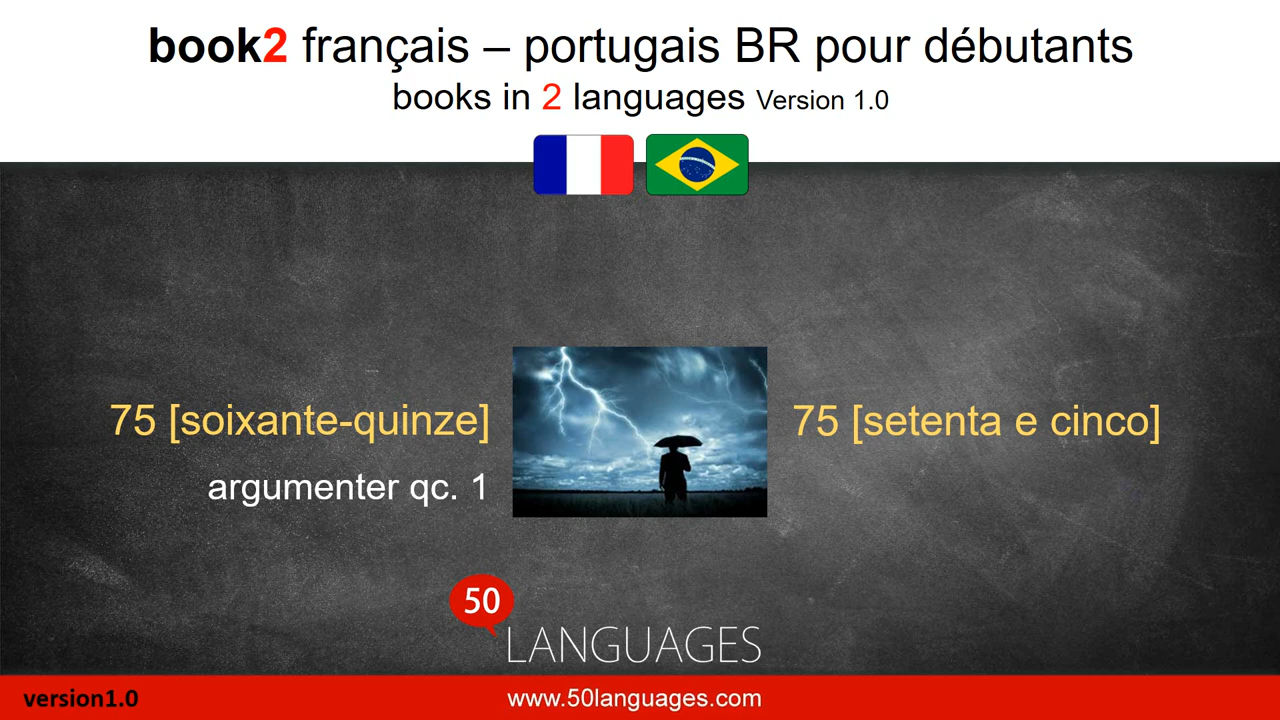 book2 français – portugais BR pour débutants
books in 2 languages Version 1.0
75 [soixante-quinze]
argumenter qc. 1
75 [setenta e cinco]
50
LANGUAGES
version1.0
www.50languages.com